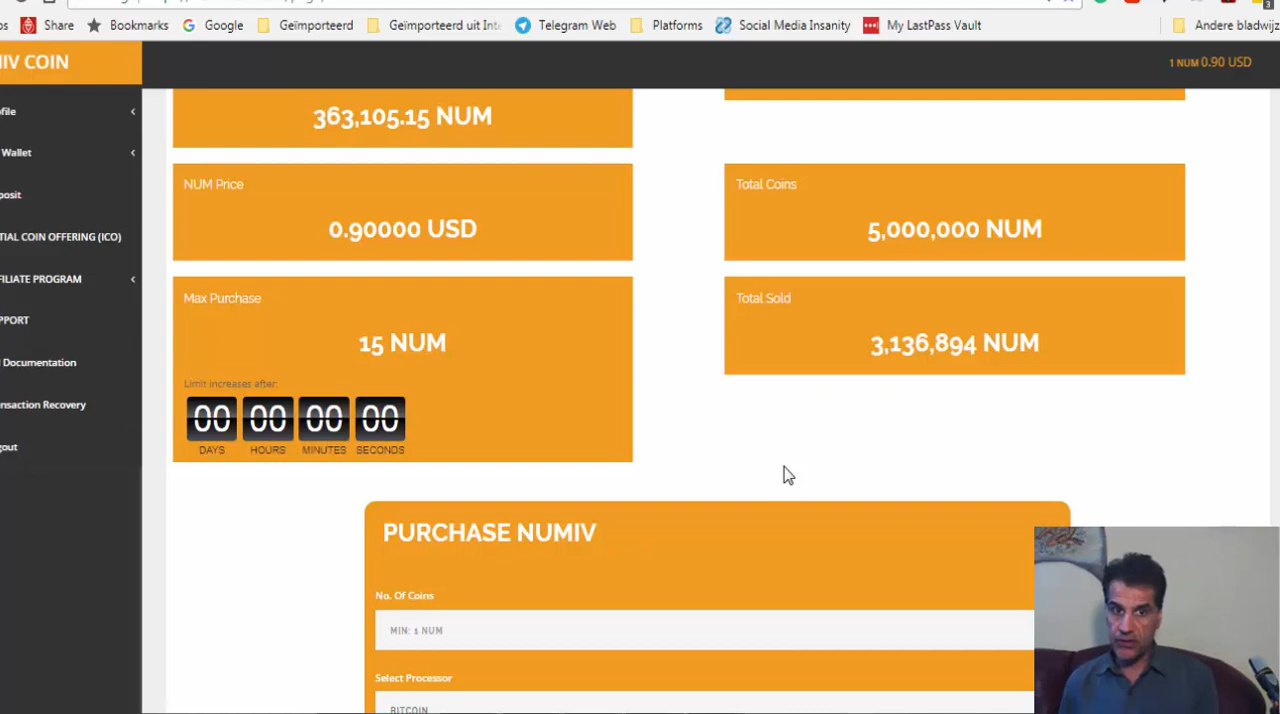 Share
Bookmarks
Google
Geïmporteerd
Geïmporteerd uit Inte
Telegram Web
Platforms
Social Media Insanity
My LastPass Vault
Andere bladwijz
3
IV COIN
1 NUM 0.90 USD
ofile
Wallet
posit
TIAL COIN OFFERING (ICO)
FILIATE PROGRAM
PPORT
Documentation
nsaction Recovery
gout
363,105.15 NUM
NUM Price
0.90000 USD
Total Coins
5,000,000 NUM
Max Purchase
15 NUM
Limit increases after:
00 00 00 00
DAYS HOURS MINUTES SECONDS
Total Sold
3,136,894 NUM
PURCHASE NUMIV
No. Of Coins
MIN: 1 NUM
Select Processor
BITCOIN